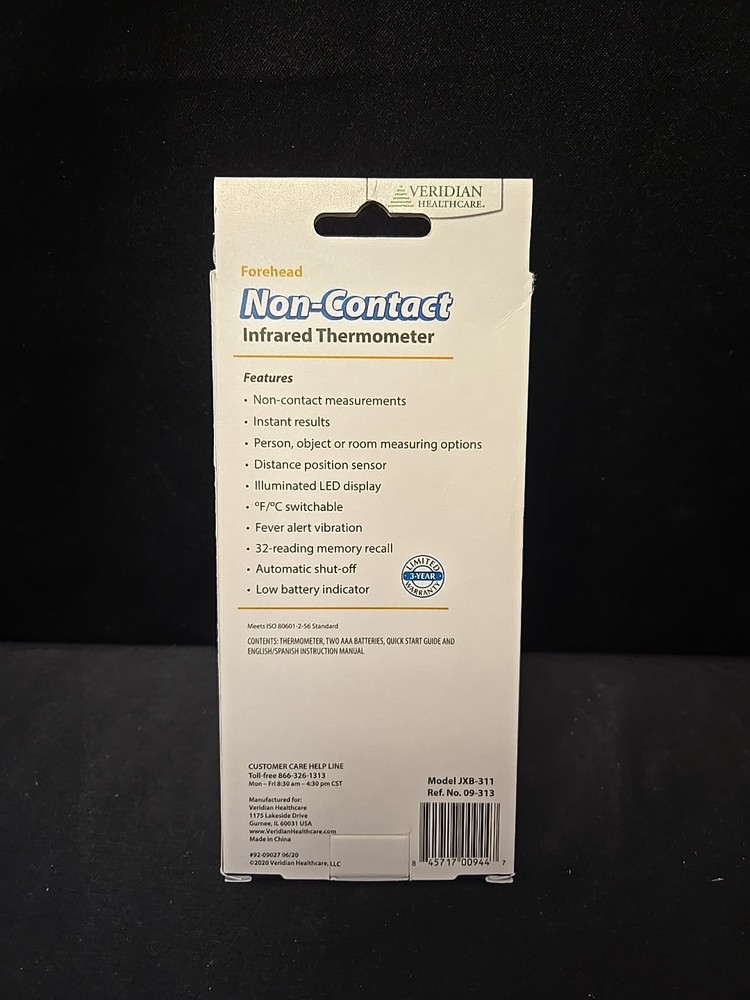 VERIDIAN
HEALTHCARE®
Forehead
Non-Contact
Infrared Thermometer
Features
• Non-contact measurements
• Instant results
• Person, object or room measuring options
• Distance position sensor
• Illuminated LED display
• ºF/ºC switchable
• Fever alert vibration
• 32-reading memory recall
• Automatic shut-off
• Low battery indicator
LIMITED
3-YEAR
WARRANTY
Meets ISO 80601-2-56 Standard
CONTENTS: THERMOMETER, TWO AAA BATTERIES, QUICK START GUIDE AND
ENGLISH/SPANISH INSTRUCTION MANUAL
CUSTOMER CARE HELP LINE
Toll-free 866-326-1313
Mon – Fri 8:30 am – 4:30 pm CST
Manufactured for:
Veridian Healthcare
1175 Lakeside Drive
Gurnee, IL 60031 USA
www.VeridianHealthcare.com
Made in China
#92-09027 06/20
©2020 Veridian Healthcare, LLC
Model JXB-311
Ref. No. 09-313
8 45717 00944 7